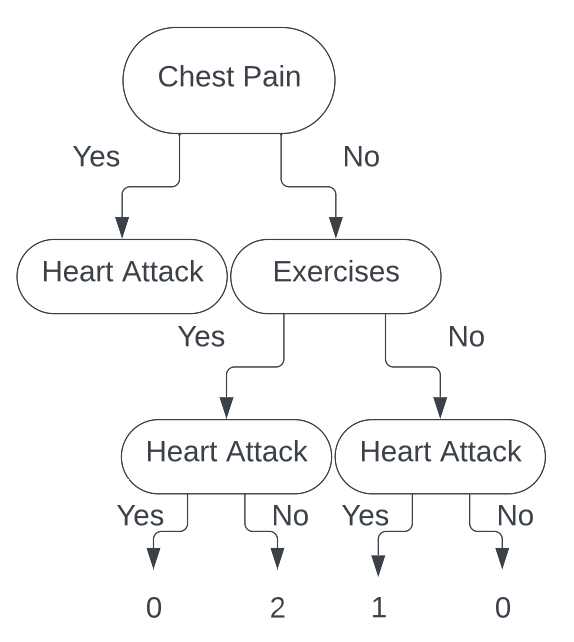 Chest Pain
Yes
No
Heart Attack
Exercises
Yes
No
Heart Attack
Heart Attack
Yes
No
Yes
No
0
2
1
0